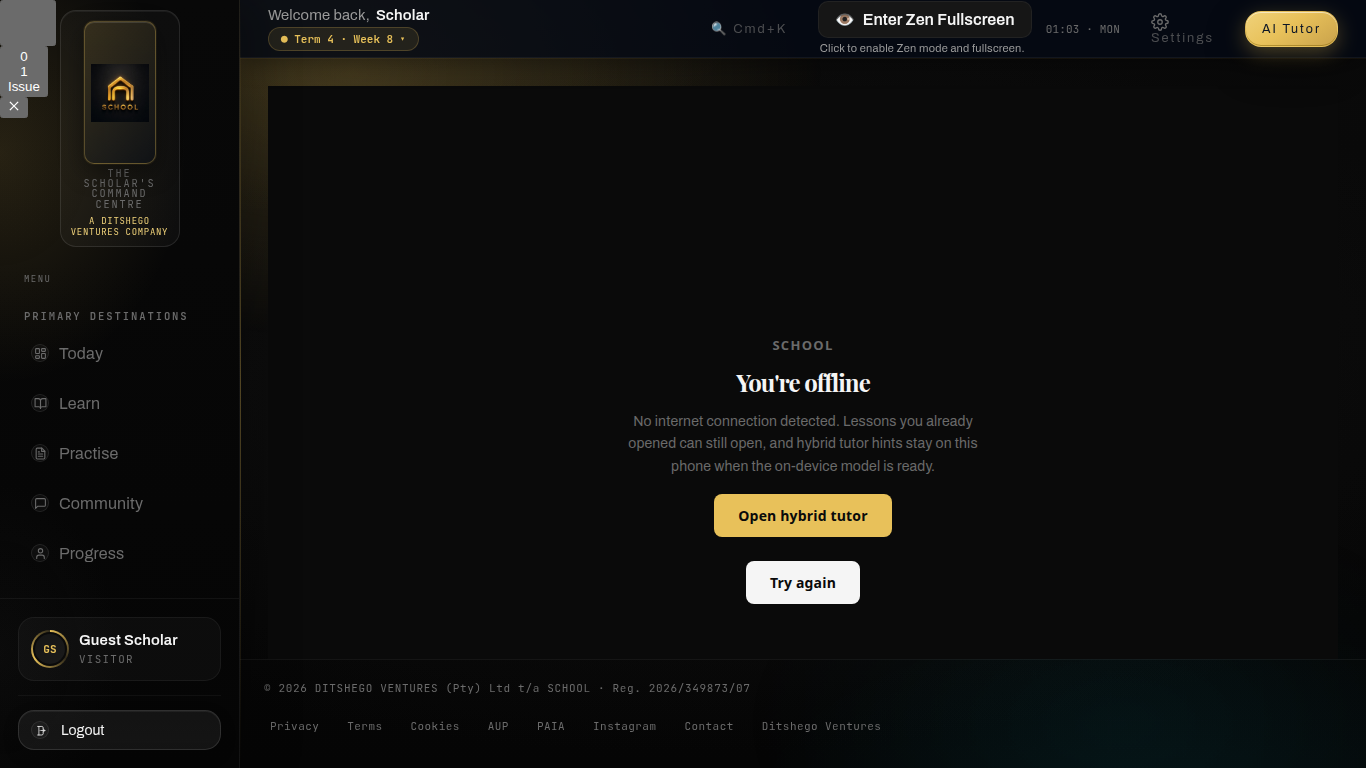 0
1
Issue
SCHOOL
THE
SCHOLAR'S
COMMAND
CENTRE
A DITSHEGO
VENTURES COMPANY
MENU
PRIMARY DESTINATIONS
Today
Learn
Practise
Community
Progress
GS
Guest Scholar
VISITOR
Logout
Welcome back, Scholar
Term 4 · Week 8
Cmd+K
Enter Zen Fullscreen
Click to enable Zen mode and fullscreen.
01:03 · MON
Settings
AI Tutor
SCHOOL
You're offline
No internet connection detected. Lessons you already
opened can still open, and hybrid tutor hints stay on this
phone when the on-device model is ready.
Open hybrid tutor
Try again
© 2026 DITSHEGO VENTURES (Pty) Ltd t/a SCHOOL · Reg. 2026/349873/07
Privacy Terms Cookies AUP PAIA Instagram Contact Ditshego Ventures